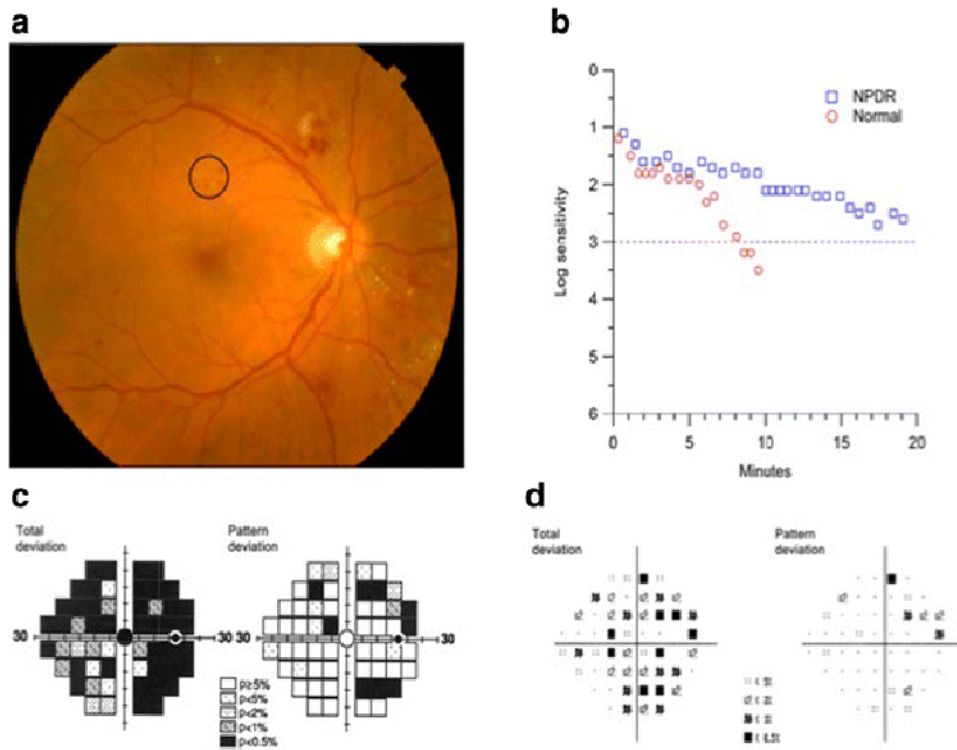 a
b
0
1
2
3
4
5
6
Log sensitivity
NPDR
Normal
0
5
10
15
20
Minutes
c
Total
deviation
Pattern
deviation
30
30
30
30
p≥5%
p<5%
p<2%
p<1%
p<0.5%
d
Total
deviation
Pattern
deviation